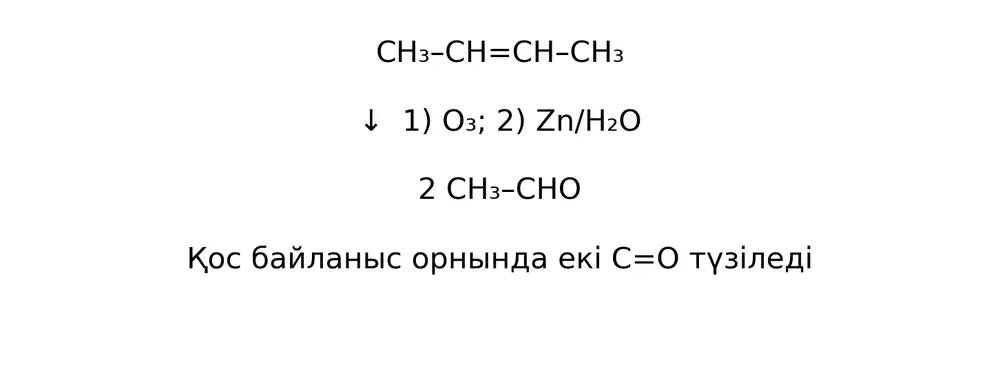 CH₃–CH=CH–CH₃
↓ 1) O₃; 2) Zn/H₂O
2 CH₃–CHO
Қос байланыс орнында екі C=O түзіледі